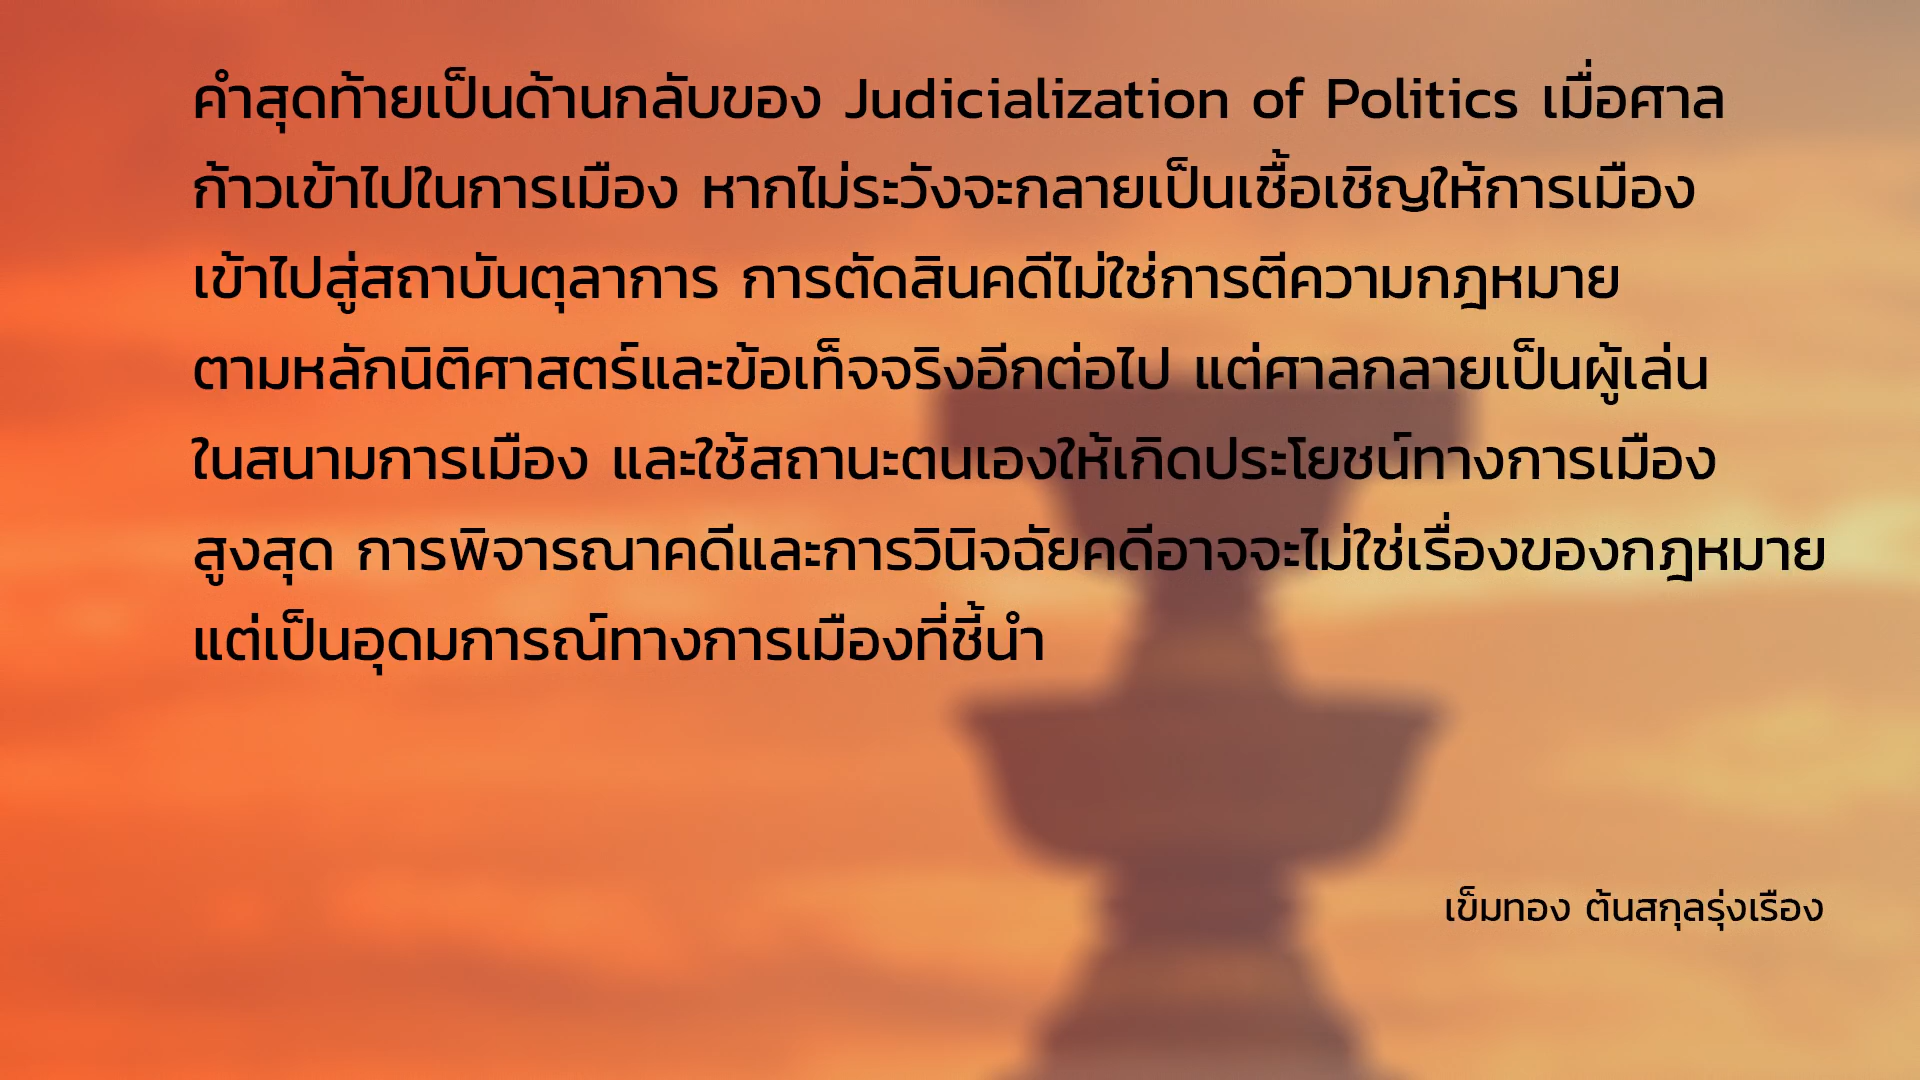 คำสุดท้ายเป็นด้านกลับของ Judicialization of Politics เมื่อศาล
ก้าวเข้าไปในการเมือง หากไม่ระวังจะกลายเป็นเชื้อเชิญให้การเมือง
เข้าไปสู่สถาบันตุลาการ การตัดสินคดีไม่ใช่การตีความกฎหมาย
ตามหลักนิติศาสตร์และข้อเท็จจริงอีกต่อไป แต่ศาลกลายเป็นผู้เล่น
ในสนามการเมือง และใช้สถานะตนเองให้เกิดประโยชน์ทางการเมือง
สูงสุด การพิจารณาคดีและการวินิจฉัยคดีอาจจะไม่ใช่เรื่องของกฎหมาย
แต่เป็นอุดมการณ์ทางการเมืองที่ชี้นำ
เข็มทอง ต้นสกุลรุ่งเรือง